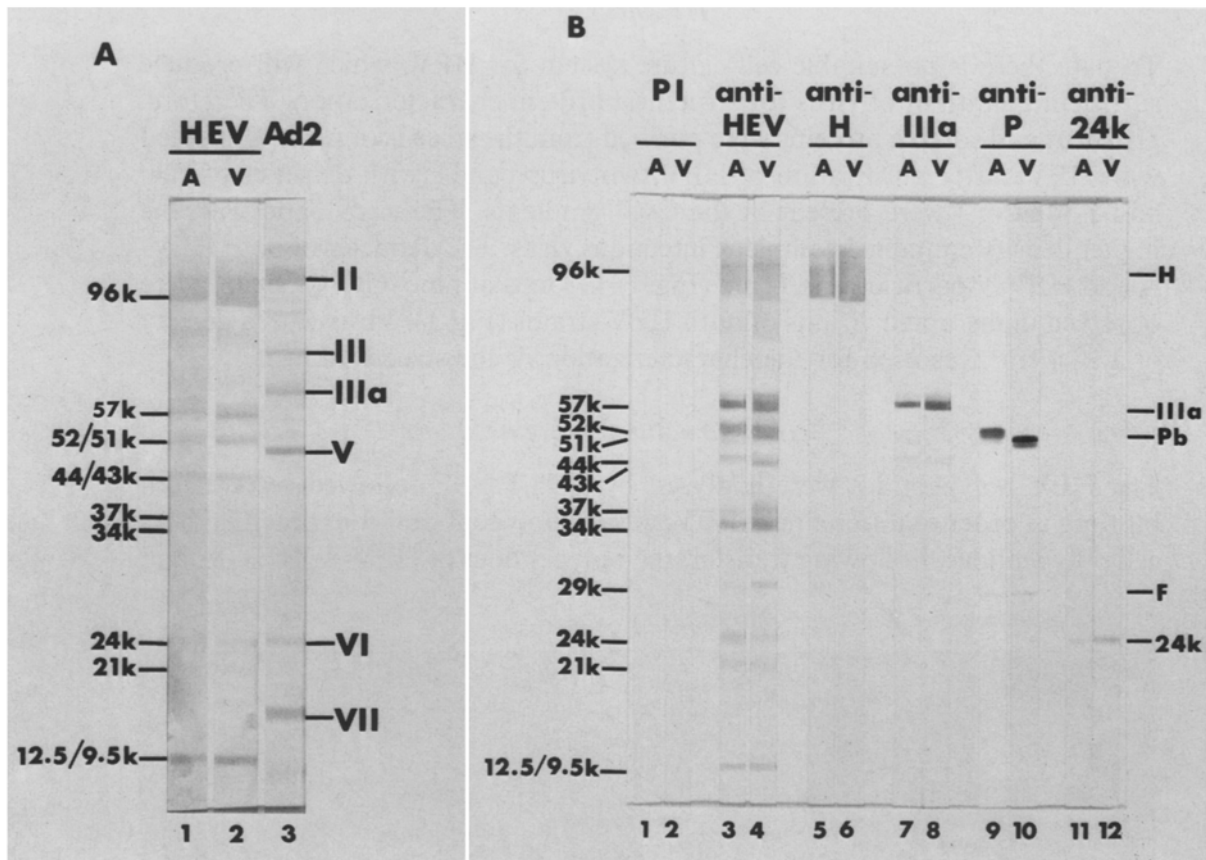 A
HEV Ad2
A V
96k
57k
52/51k
44/43k
37k
34k
24k
21k
12.5/9.5k
II
III
IIIa
V
VI
VII
1 2 3
B
PI anti-HEV anti-H anti-IIIa anti-P anti-24k
A V A V A V A V A V A V
96k
57k
52k
51k
44k
43k
37k
34k
29k
24k
21k
12.5/9.5k
H
IIIa
Pb
F
24k
1 2 3 4 5 6 7 8 9 10 11 12